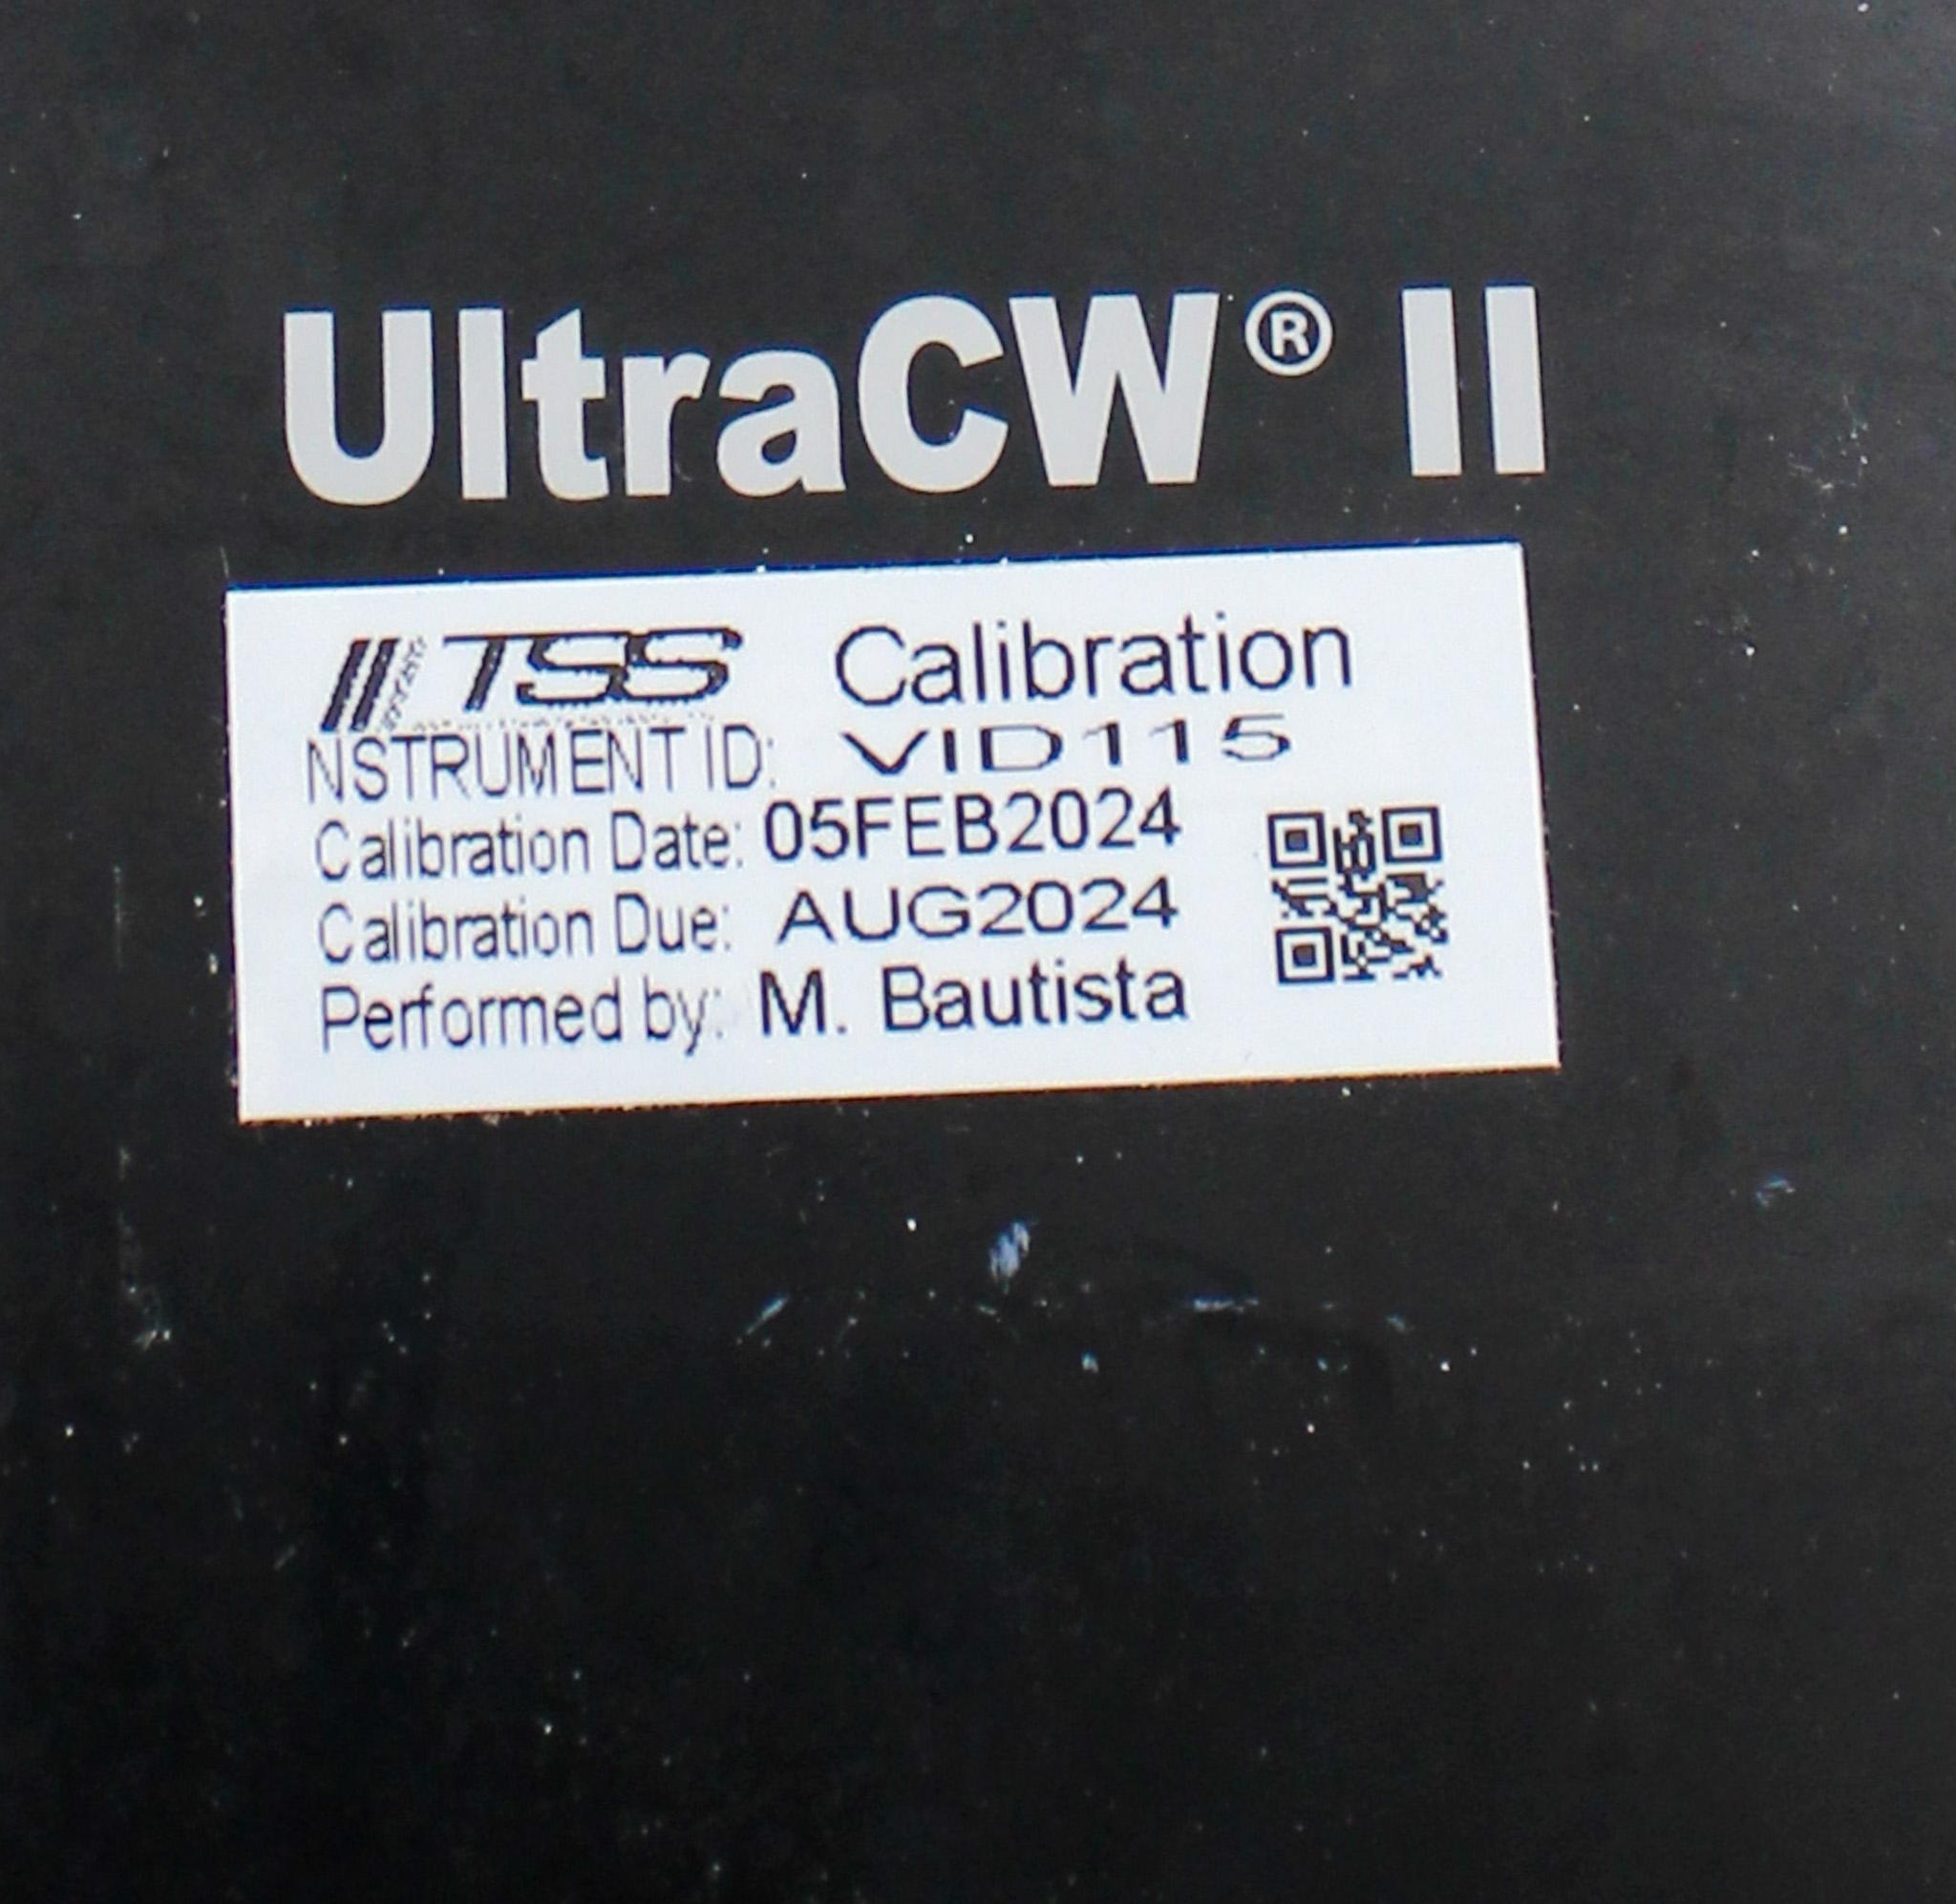 UltraCW® II
TSS Calibration
NSTRUMENT ID: VID115
Calibration Date: 05FEB2024
Calibration Due: AUG2024
Performed by: M. Bautista